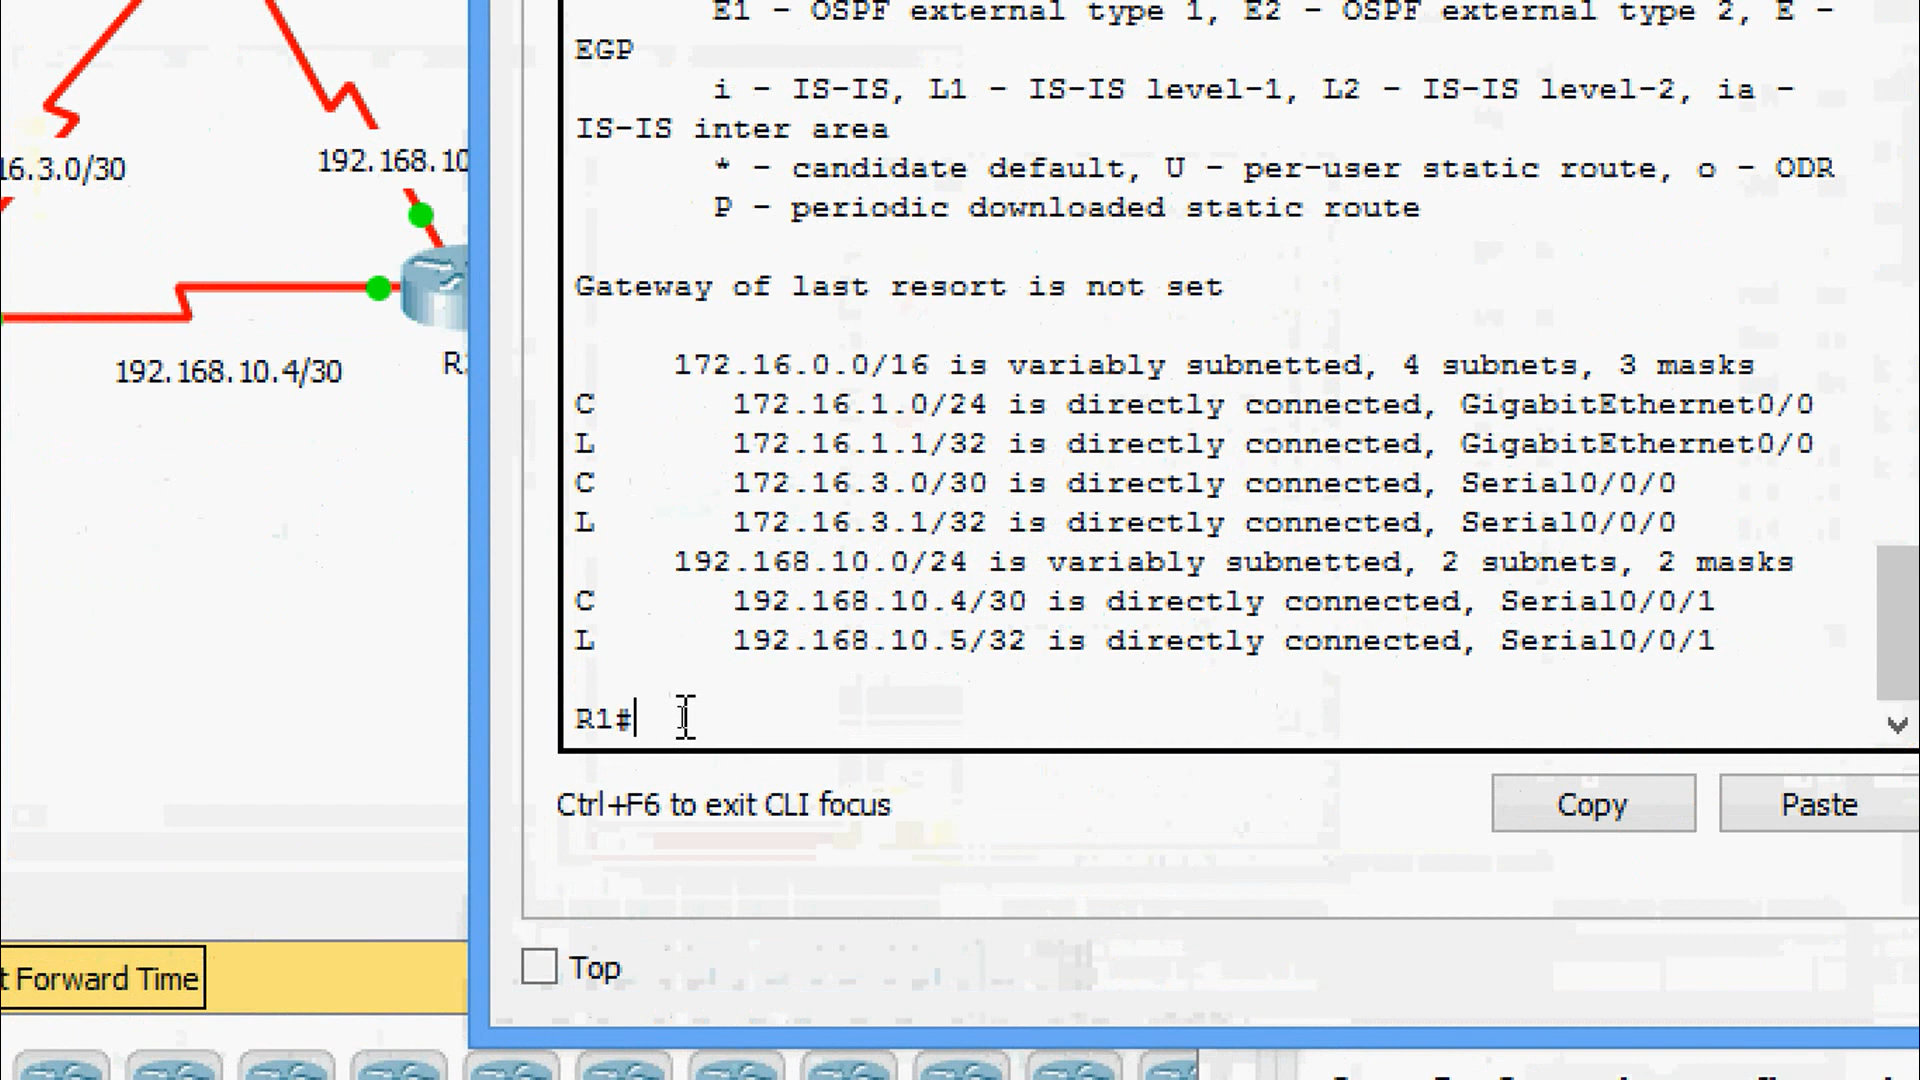 E1 - OSPF external type 1, E2 - OSPF external type 2, E -
EGP
i - IS-IS, L1 - IS-IS level-1, L2 - IS-IS level-2, ia -
IS-IS inter area
* - candidate default, U - per-user static route, o - ODR
P - periodic downloaded static route
Gateway of last resort is not set
172.16.0.0/16 is variably subnetted, 4 subnets, 3 masks
C 172.16.1.0/24 is directly connected, GigabitEthernet0/0
L 172.16.1.1/32 is directly connected, GigabitEthernet0/0
C 172.16.3.0/30 is directly connected, Serial0/0/0
L 172.16.3.1/32 is directly connected, Serial0/0/0
192.168.10.0/24 is variably subnetted, 2 subnets, 2 masks
C 192.168.10.4/30 is directly connected, Serial0/0/1
L 192.168.10.5/32 is directly connected, Serial0/0/1
R1#
Ctrl+F6 to exit CLI focus
Copy
Paste
Top
16.3.0/30
192.168.10
192.168.10.4/30
t Forward Time